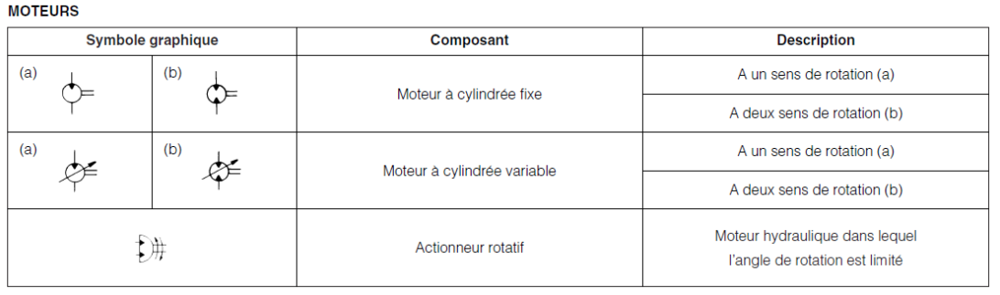 MOTEURS
Symbole graphique
Composant
Description
(a)
(b)
Moteur à cylindrée fixe
A un sens de rotation (a)
A deux sens de rotation (b)
(a)
(b)
Moteur à cylindrée variable
A un sens de rotation (a)
A deux sens de rotation (b)
Actionneur rotatif
Moteur hydraulique dans lequel
l'angle de rotation est limité